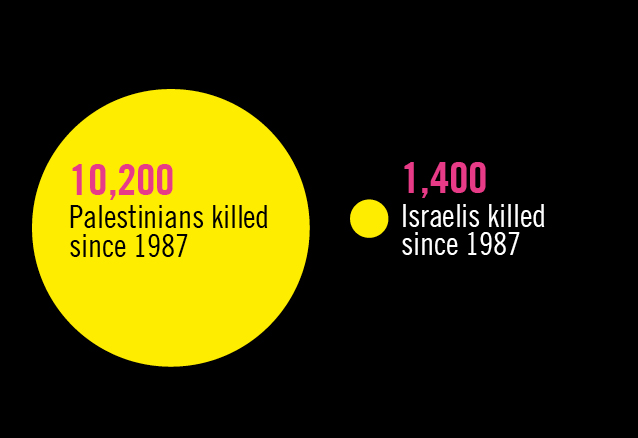 10,200
Palestinians killed
since 1987
1,400
Israelis killed
since 1987